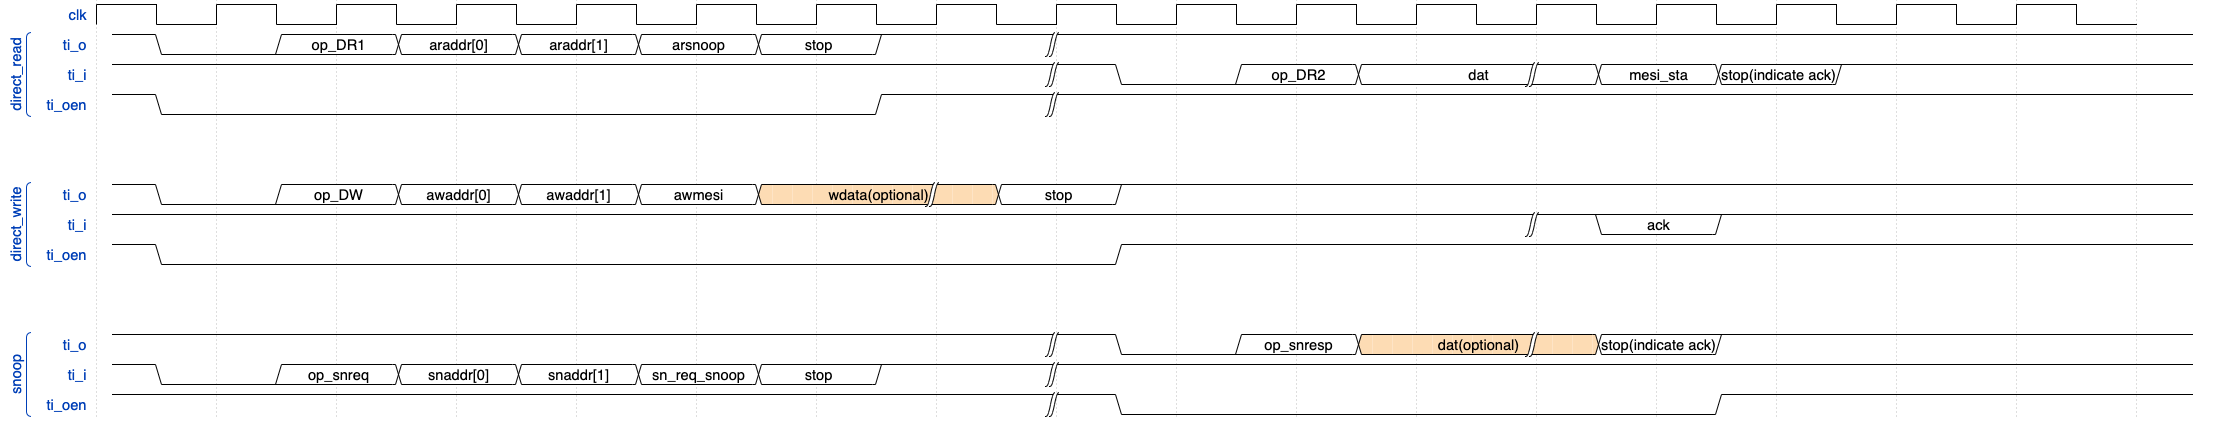 clk
direct_read
ti_o op_DR1 araddr[0] araddr[1] arsnoop stop
ti_i op_DR2 dat mesi_sta stop(indicate ack)
ti_oen
direct_write
ti_o op_DW awaddr[0] awaddr[1] awmesi wdata(optional) stop
ti_i ack
ti_oen
snoop
ti_o op_snresp dat(optional) stop(indicate ack)
ti_i op_snreq snaddr[0] snaddr[1] sn_req_snoop stop
ti_oen